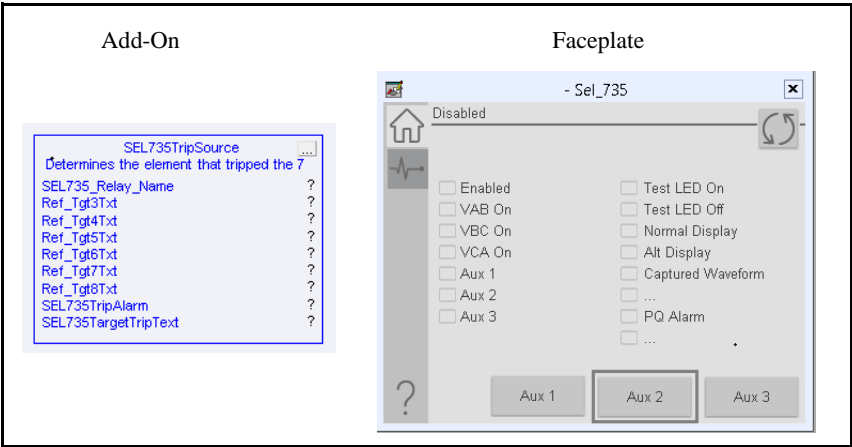 Add-On
Faceplate
SEL735TripSource
...
Determines the element that tripped the 7
SEL735_Relay_Name ?
Ref_Tgt3Txt ?
Ref_Tgt4Txt ?
Ref_Tgt5Txt ?
Ref_Tgt6Txt ?
Ref_Tgt7Txt ?
Ref_Tgt8Txt ?
SEL735TripAlarm ?
SEL735TargetTripText ?
- Sel_735
Disabled
Enabled
VAB On
VBC On
VCA On
Aux 1
Aux 2
Aux 3
Test LED On
Test LED Off
Normal Display
Alt Display
Captured Waveform
...
PQ Alarm
...
?
Aux 1
Aux 2
Aux 3